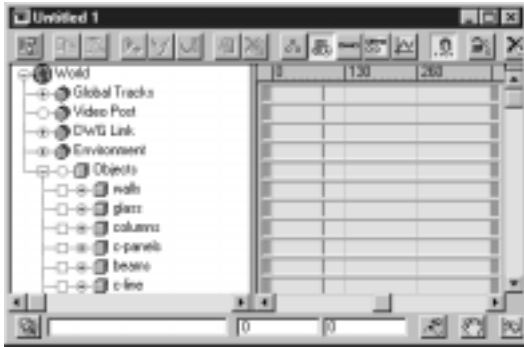 Untitled 1
0 130 260
World
Global Tracks
Video Post
DWG Link
Environment
Objects
walls
glass
columns
c-panels
beams
c-line
0 0